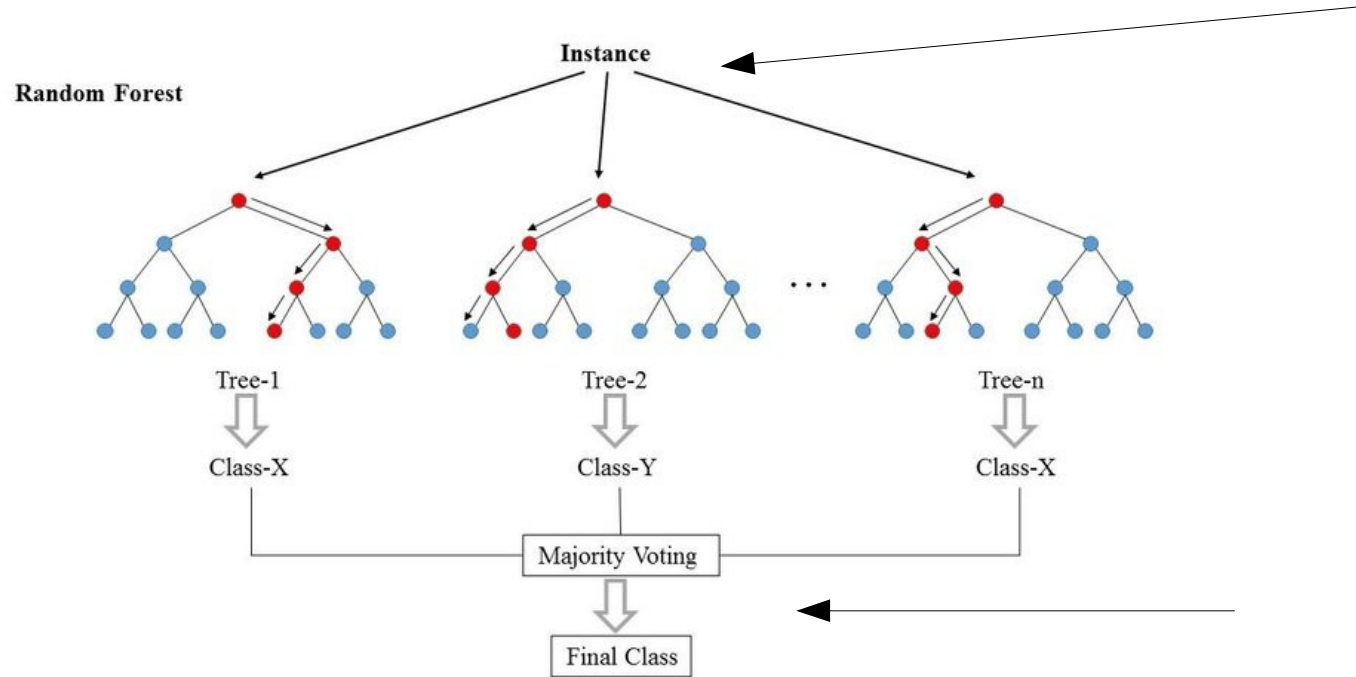 Instance
Random Forest
...
Tree-1
Tree-2
Tree-n
Class-X
Class-Y
Class-X
Majority Voting
Final Class